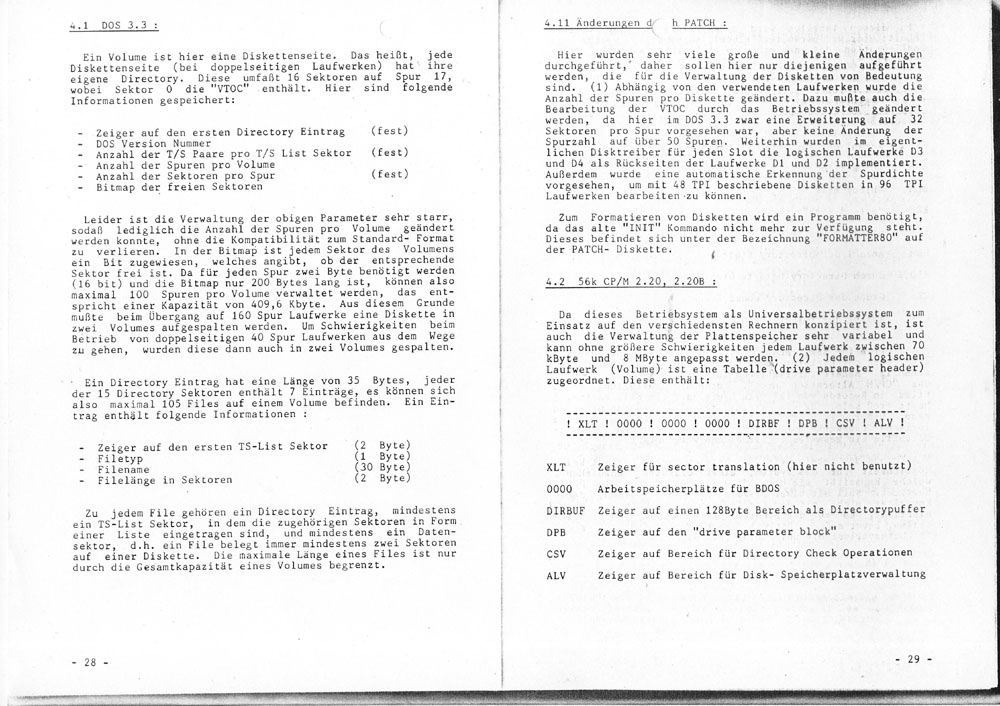 4.1 DOS 3.3 :
Ein Volume ist hier eine Diskettenseite. Das heißt, jede
Diskettenseite (bei doppelseitigen Laufwerken) hat ihre
eigene Directory. Diese umfaßt 16 Sektoren auf Spur 17,
wobei Sektor 0 die "VTOC" enthält. Hier sind folgende
Informationen gespeichert:
- Zeiger auf den ersten Directory Eintrag (fest)
- DOS Version Nummer
- Anzahl der T/S Paare pro T/S List Sektor (fest)
- Anzahl der Spuren pro Volume
- Anzahl der Sektoren pro Spur (fest)
- Bitmap der freien Sektoren
Leider ist die Verwaltung der obigen Parameter sehr starr,
sodaß lediglich die Anzahl der Spuren pro Volume geändert
werden konnte, ohne die Kompatibilität zum Standard- Format
zu verlieren. In der Bitmap ist jedem Sektor des Volumens
ein Bit zugewiesen, welches angibt, ob der entsprechende
Sektor frei ist. Da für jeden Spur zwei Byte benötigt werden
(16 bit) und die Bitmap nur 200 Bytes lang ist, können also
maximal 100 Spuren pro Volume verwaltet werden, das ent-
spricht einer Kapazität von 409,6 Kbyte. Aus diesem Grunde
mußte beim Übergang auf 160 Spur Laufwerke eine Diskette in
zwei Volumes aufgespalten werden. Um Schwierigkeiten beim
Betrieb von doppelseitigen 40 Spur Laufwerken aus dem Wege
zu gehen, wurden diese dann auch in zwei Volumes gespalten.
Ein Directory Eintrag hat eine Länge von 35 Bytes, jeder
der 15 Directory Sektoren enthält 7 Einträge, es können sich
also maximal 105 Files auf einem Volume befinden. Ein Ein-
trag enthält folgende Informationen :
- Zeiger auf den ersten TS-List Sektor (2 Byte)
- Filetyp (1 Byte)
- Filename (30 Byte)
- Filelänge in Sektoren (2 Byte)
Zu jedem File gehören ein Directory Eintrag, mindestens
ein TS-List Sektor, in dem die zugehörigen Sektoren in Form
einer Liste eingetragen sind, und mindestens ein Daten-
sektor, d.h. ein File belegt immer mindestens zwei Sektoren
auf einer Diskette. Die maximale Länge eines Files ist nur
durch die Gesamtkapazität eines Volumes begrenzt.
- 28 -
4.11 Änderungen d h PATCH :
Hier wurden sehr viele große und kleine Änderungen
durchgeführt, daher sollen hier nur diejenigen aufgeführt
werden, die für die Verwaltung der Disketten von Bedeutung
sind. (1) Abhängig von den verwendeten Laufwerken wurde die
Anzahl der Spuren pro Diskette geändert. Dazu mußte auch die
Bearbeitung der VTOC durch das Betriebssystem geändert
werden, da hier im DOS 3.3 zwar eine Erweiterung auf 32
Sektoren pro Spur vorgesehen war, aber keine Änderung der
Spurzahl auf über 50 Spuren. Weiterhin wurden im eigent-
lichen Disktreiber für jeden Slot die logischen Laufwerke D3
und D4 als Rückseiten der Laufwerke D1 und D2 implementiert.
Außerdem wurde eine automatische Erkennung der Spurdichte
vorgesehen, um mit 48 TPI beschriebene Disketten in 96 TPI
Laufwerken bearbeiten zu können.
Zum Formatieren von Disketten wird ein Programm benötigt,
da das alte "INIT" Kommando nicht mehr zur Verfügung steht.
Dieses befindet sich unter der Bezeichnung "FORMATTER80" auf
der PATCH- Diskette.
4.2 56k CP/M 2.20, 2.20B :
Da dieses Betriebsystem als Universalbetriebssystem zum
Einsatz auf den verschiedensten Rechnern konzipiert ist, ist
auch die Verwaltung der Plattenspeicher sehr variabel und
kann ohne größere Schwierigkeiten jedem Laufwerk zwischen 70
kByte und 8 MByte angepasst werden. (2) Jedem logischen
Laufwerk (Volume) ist eine Tabelle (drive parameter header)
zugeordnet. Diese enthält:
! XLT ! 0000 ! 0000 ! 0000 ! DIRBF ! DPB ! CSV ! ALV !
XLT Zeiger für sector translation (hier nicht benutzt)
0000 Arbeitspeicherplätze für BDOS
DIRBUF Zeiger auf einen 128Byte Bereich als Directorypuffer
DPB Zeiger auf den "drive parameter block"
CSV Zeiger auf Bereich für Directory Check Operationen
ALV Zeiger auf Bereich für Disk- Speicherplatzverwaltung
- 29 -